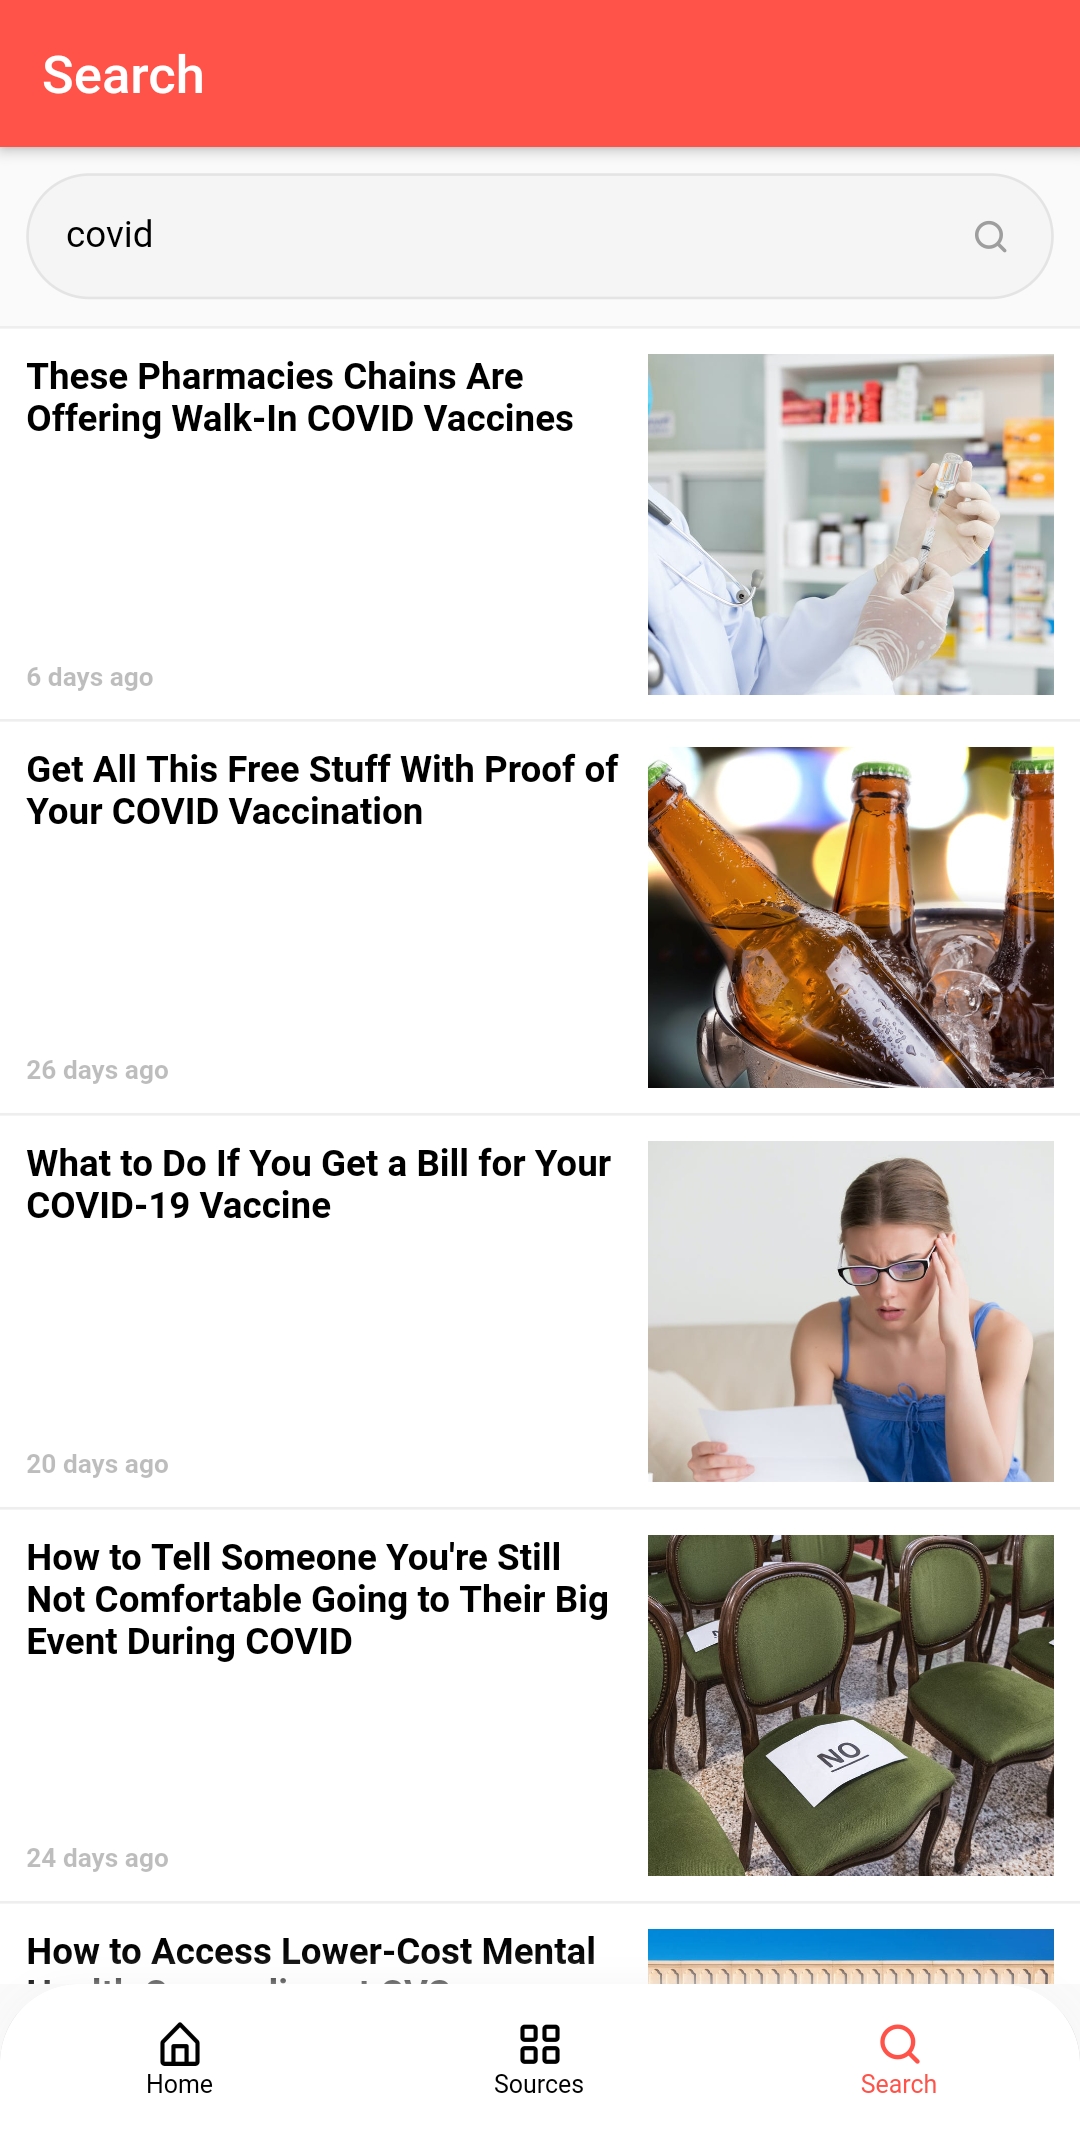 Search
covid
These Pharmacies Chains Are
Offering Walk-In COVID Vaccines
6 days ago
Get All This Free Stuff With Proof of
Your COVID Vaccination
26 days ago
What to Do If You Get a Bill for Your
COVID-19 Vaccine
20 days ago
How to Tell Someone You're Still
Not Comfortable Going to Their Big
Event During COVID
NO
24 days ago
How to Access Lower-Cost Mental
Home
Sources
Search